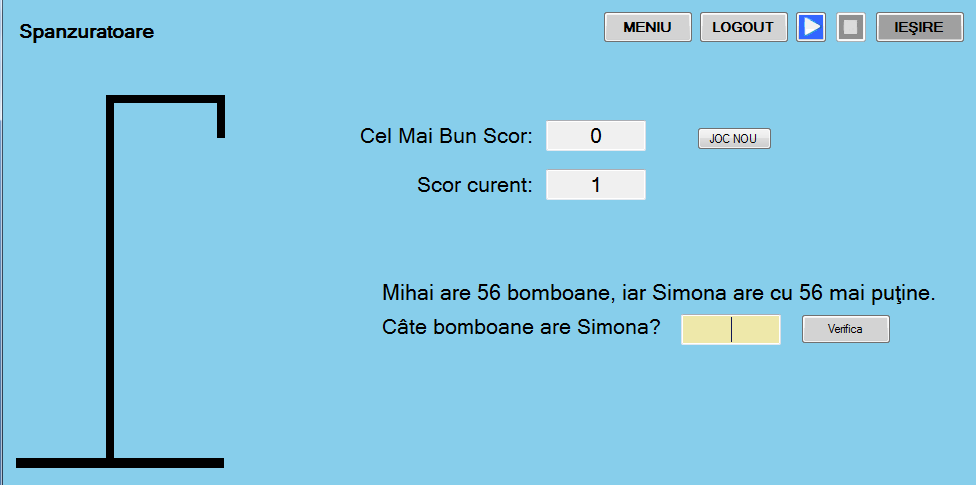 Spanzuratoare
MENIU
LOGOUT
IEŞIRE
Cel Mai Bun Scor:
0
JOC NOU
Scor curent:
1
Mihai are 56 bomboane, iar Simona are cu 56 mai puţine.
Câte bomboane are Simona?
Verifica